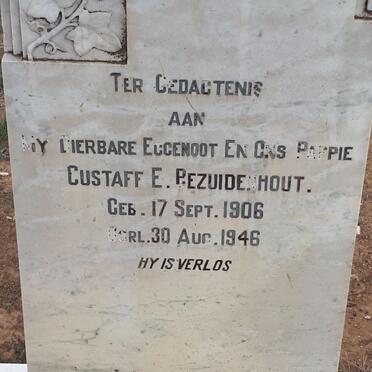 TER GEDAGTENIS
AAN
MY DIERBARE EGGENOOT EN ONS PAPPIE
GUSTAFF E. BEZUIDENHOUT.
GEB. 17 SEPT. 1906
OORL. 30 AUG. 1946
HY IS VERLOS